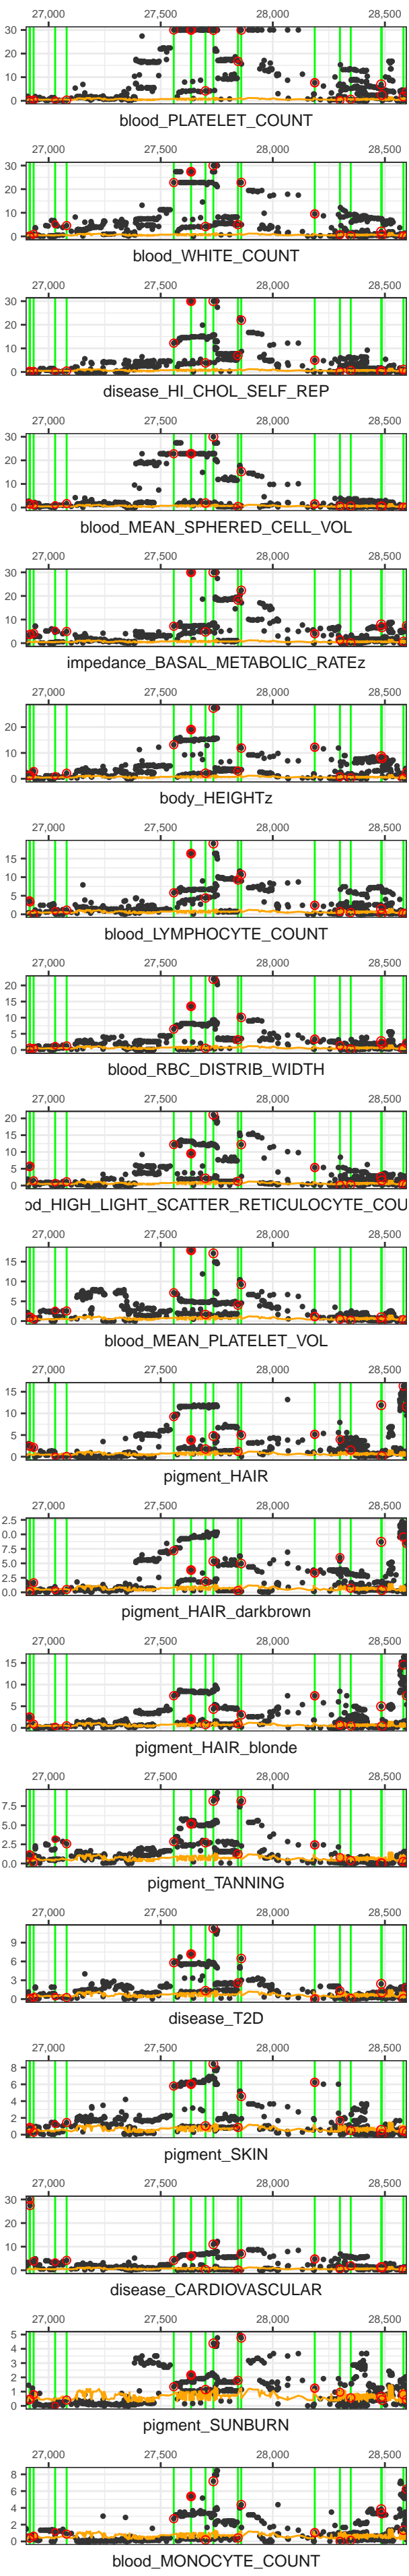 27,000 27,500 28,000 28,500
30
20
10
0
blood_PLATELET_COUNT
27,000 27,500 28,000 28,500
30
20
10
0
blood_WHITE_COUNT
27,000 27,500 28,000 28,500
30
20
10
0
disease_HI_CHOL_SELF_REP
27,000 27,500 28,000 28,500
30
20
10
0
blood_MEAN_SPHERED_CELL_VOL
27,000 27,500 28,000 28,500
30
20
10
0
impedance_BASAL_METABOLIC_RATEz
27,000 27,500 28,000 28,500
20
10
0
body_HEIGHTz
27,000 27,500 28,000 28,500
15
10
5
0
blood_LYMPHOCYTE_COUNT
27,000 27,500 28,000 28,500
20
15
10
5
0
blood_RBC_DISTRIB_WIDTH
27,000 27,500 28,000 28,500
20
15
10
5
0
od_HIGH_LIGHT_SCATTER_RETICULOCYTE_COU
27,000 27,500 28,000 28,500
15
10
5
0
blood_MEAN_PLATELET_VOL
27,000 27,500 28,000 28,500
15
10
5
0
pigment_HAIR
27,000 27,500 28,000 28,500
2.5
0.0
7.5
5.0
2.5
0.0
pigment_HAIR_darkbrown
27,000 27,500 28,000 28,500
15
10
5
0
pigment_HAIR_blonde
27,000 27,500 28,000 28,500
7.5
5.0
2.5
0.0
pigment_TANNING
27,000 27,500 28,000 28,500
9
6
3
0
disease_T2D
27,000 27,500 28,000 28,500
8
6
4
2
0
pigment_SKIN
27,000 27,500 28,000 28,500
30
20
10
0
disease_CARDIOVASCULAR
27,000 27,500 28,000 28,500
5
4
3
2
1
0
pigment_SUNBURN
27,000 27,500 28,000 28,500
8
6
4
2
0
blood_MONOCYTE_COUNT